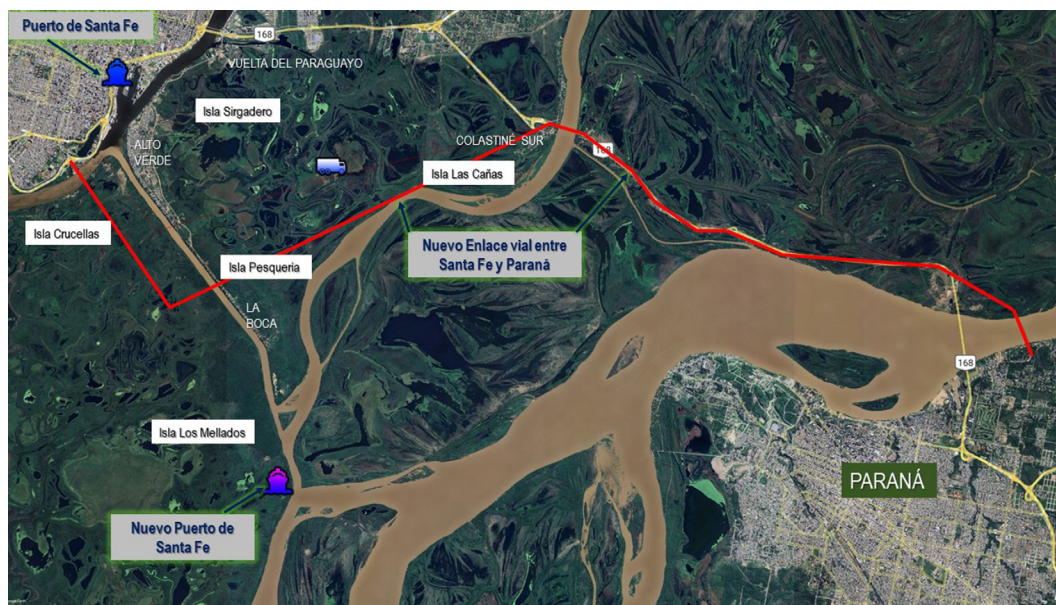 Puerto de Santa Fe
168
VUELTA DEL PARAGUAYO
Isla Sirgadero
ALTO
VERDE
COLASTINÉ SUR
168
Isla Las Cañas
Isla Crucellas
Nuevo Enlace vial entre
Santa Fe y Paraná
Isla Pesqueria
LA
BOCA
168
Isla Los Mellados
PARANÁ
Nuevo Puerto de
Santa Fe